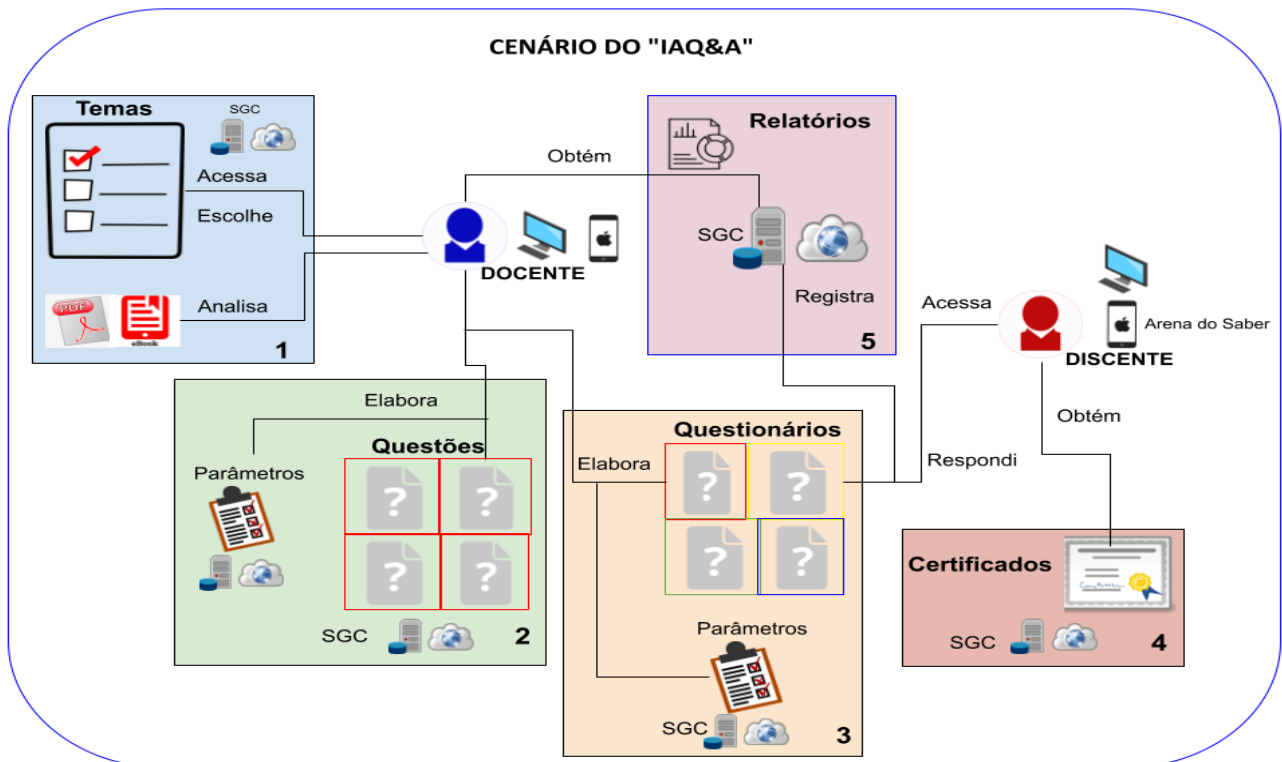 CENÁRIO DO "IAQ&A"
Temas
SGC
Acessa
Escolhe
PDF
eBook
Analisa
1
Obtém
DOCENTE
Relatórios
SGC
Registra
5
Acessa
Arena do Saber
DISCENTE
Obtém
Elabora
Questões
Parâmetros
? ? ? ?
SGC
2
Questionários
Elabora
? ? ? ?
Respondi
Parâmetros
SGC
3
Certificados
SGC
4